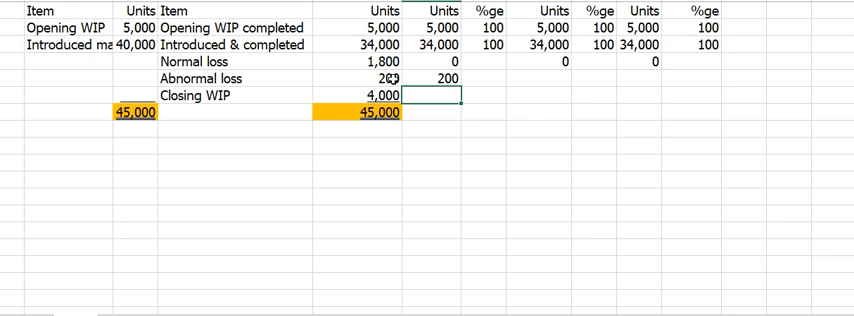 Item Units Item Units Units %ge Units %ge Units %ge
Opening WIP 5,000 Opening WIP completed 5,000 5,000 100 5,000 100 5,000 100
Introduced ma 40,000 Introduced & completed 34,000 34,000 100 34,000 100 34,000 100
Normal loss 1,800 0 0 0
Abnormal loss 200
Closing WIP 4,000
45,000 45,000